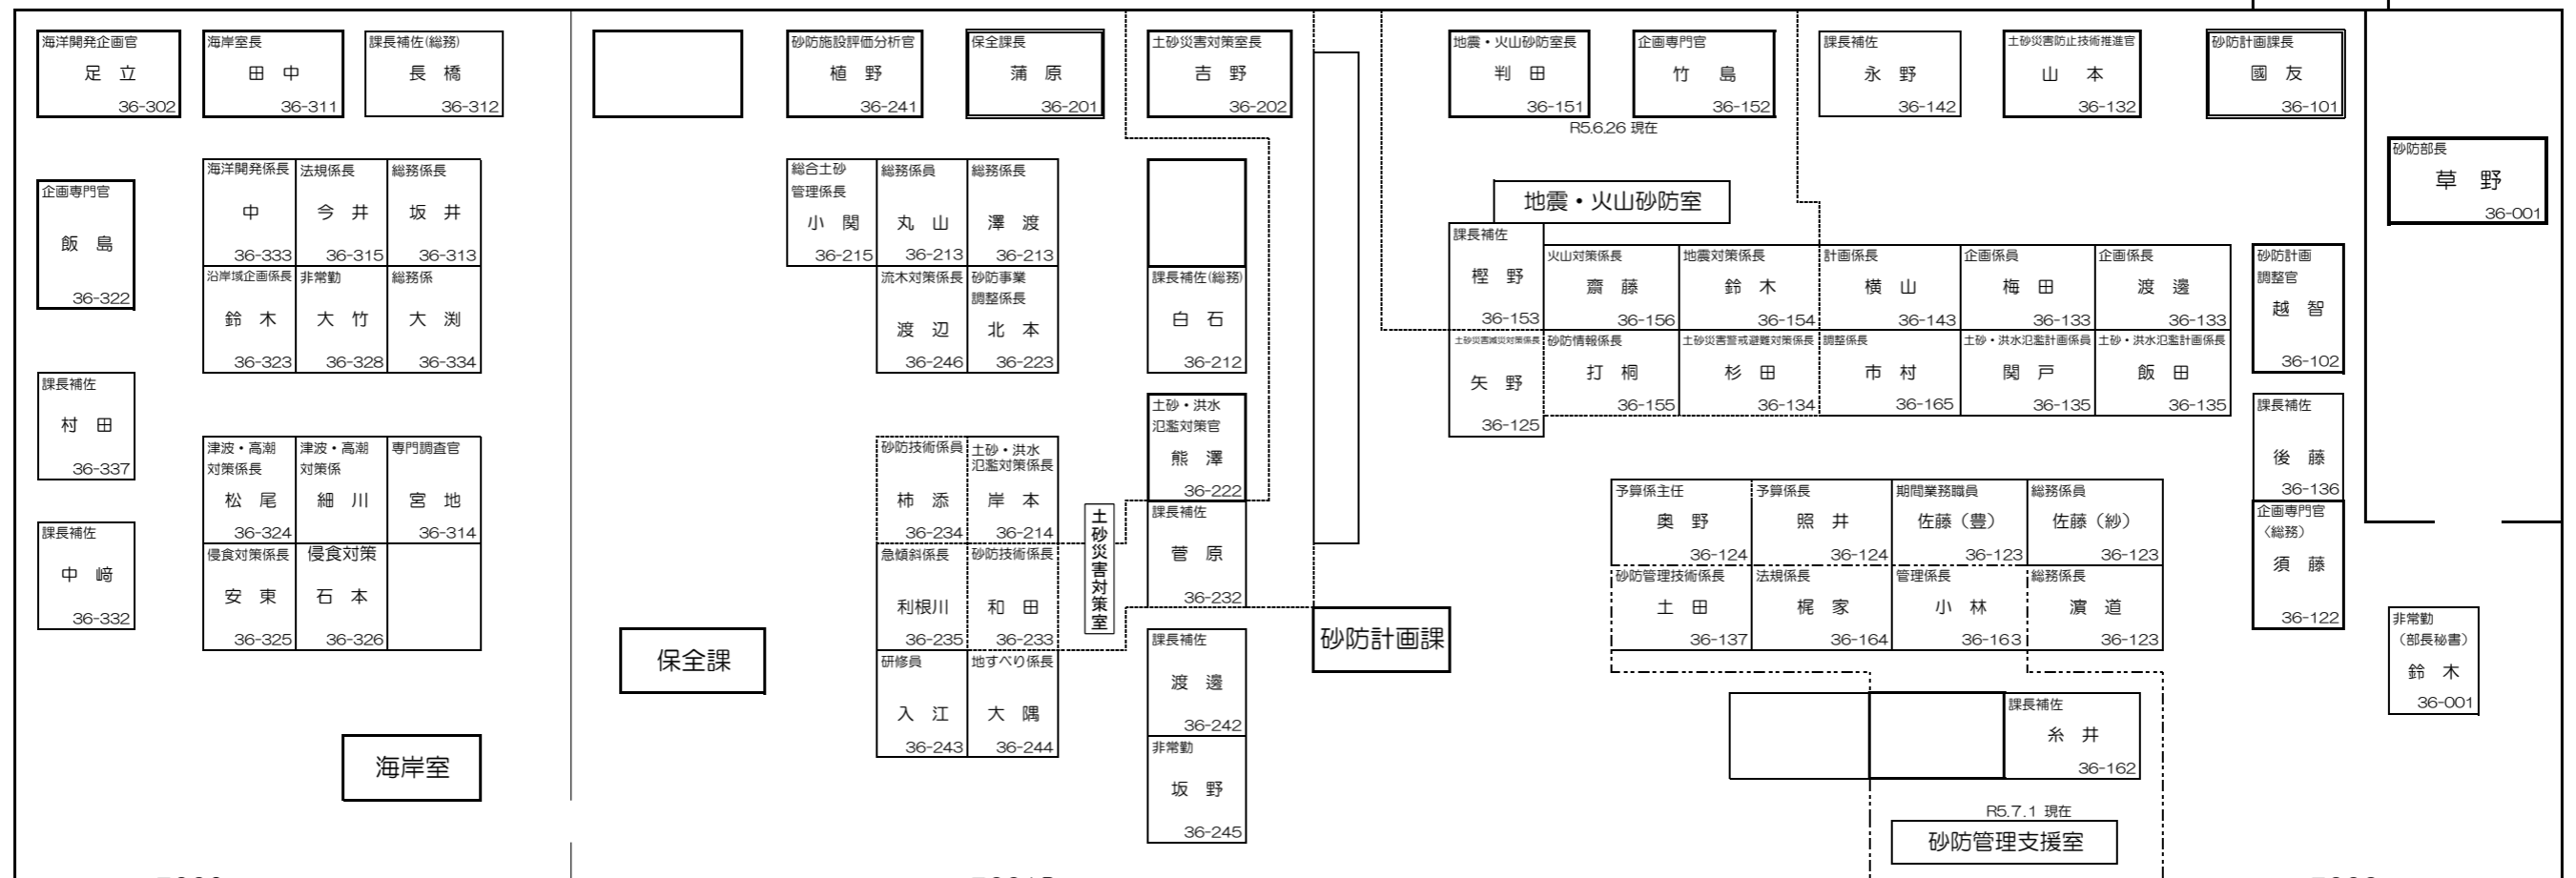 海洋開発企画官
足 立
36-302
海岸室長
田 中
36-311
課長補佐(総務)
長 橋
36-312
企画専門官
飯 島
36-322
課長補佐
村 田
36-337
課長補佐
中 﨑
36-332
海洋開発係長
中
36-333
法規係長
今 井
36-315
総務係長
坂 井
36-313
沿岸域企画係長
鈴 木
36-323
非常勤
大 竹
36-328
総務係
大 渕
36-334
津波・高潮
対策係長
松 尾
36-324
津波・高潮
対策係
細 川
専門調査官
宮 地
36-314
侵食対策係長
安 東
36-325
侵食対策
石 本
36-326
海岸室
砂防施設評価分析官
植 野
36-241
保全課長
蒲 原
36-201
土砂災害対策室長
吉 野
36-202
総合土砂
管理係長
小 関
36-215
総務係員
丸 山
36-213
総務係長
澤 渡
36-213
流木対策係長
渡 辺
36-246
砂防事業
調整係長
北 本
36-223
課長補佐(総務)
白 石
36-212
土砂・洪水
氾濫対策官
熊 澤
36-222
課長補佐
菅 原
36-232
砂防技術係員
柿 添
36-234
土砂・洪水
氾濫対策係長
岸 本
36-214
急傾斜係長
利根川
36-235
砂防技術係長
和 田
36-233
研修員
入 江
36-243
地すべり係長
大 隅
36-244
土砂災害対策室
課長補佐
渡 邊
36-242
非常勤
坂 野
36-245
保全課
砂防計画課
地震・火山砂防室長
判 田
36-151
企画専門官
竹 島
36-152
R5.6.26 現在
課長補佐
永 野
36-142
土砂災害防止技術推進官
山 本
36-132
砂防計画課長
國 友
36-101
地震・火山砂防室
課長補佐
樫 野
36-153
火山対策係長
齋 藤
36-156
地震対策係長
鈴 木
36-154
計画係長
横 山
36-143
企画係員
梅 田
36-133
企画係長
渡 邊
36-133
土砂災害減災対策係長
矢 野
36-125
砂防情報係長
打 桐
36-155
土砂災害警戒避難対策係長
杉 田
36-134
調整係長
市 村
36-165
土砂・洪水氾濫計画係員
関 戸
36-135
土砂・洪水氾濫計画係長
飯 田
36-135
砂防計画
調整官
越 智
36-102
課長補佐
後 藤
36-136
企画専門官
〈総務〉
須 藤
36-122
予算係主任
奥 野
36-124
予算係長
照 井
36-124
期間業務職員
佐藤（豊）
36-123
総務係員
佐藤（紗）
36-123
砂防管理技術係長
土 田
36-137
法規係長
梶 家
36-164
管理係長
小 林
36-163
総務係長
濵 道
36-123
課長補佐
糸 井
36-162
R5.7.1 現在
砂防管理支援室
砂防部長
草 野
36-001
非常勤
（部長秘書）
鈴 木
36-001